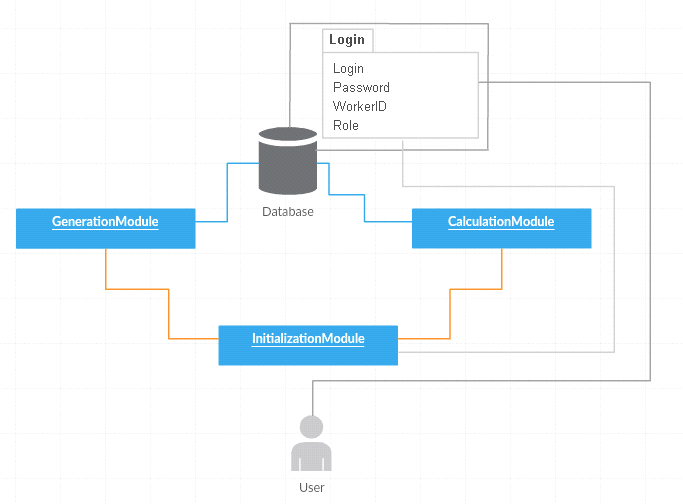 Login
Login
Password
WorkerID
Role
Database
GenerationModule
CalculationModule
InitializationModule
User